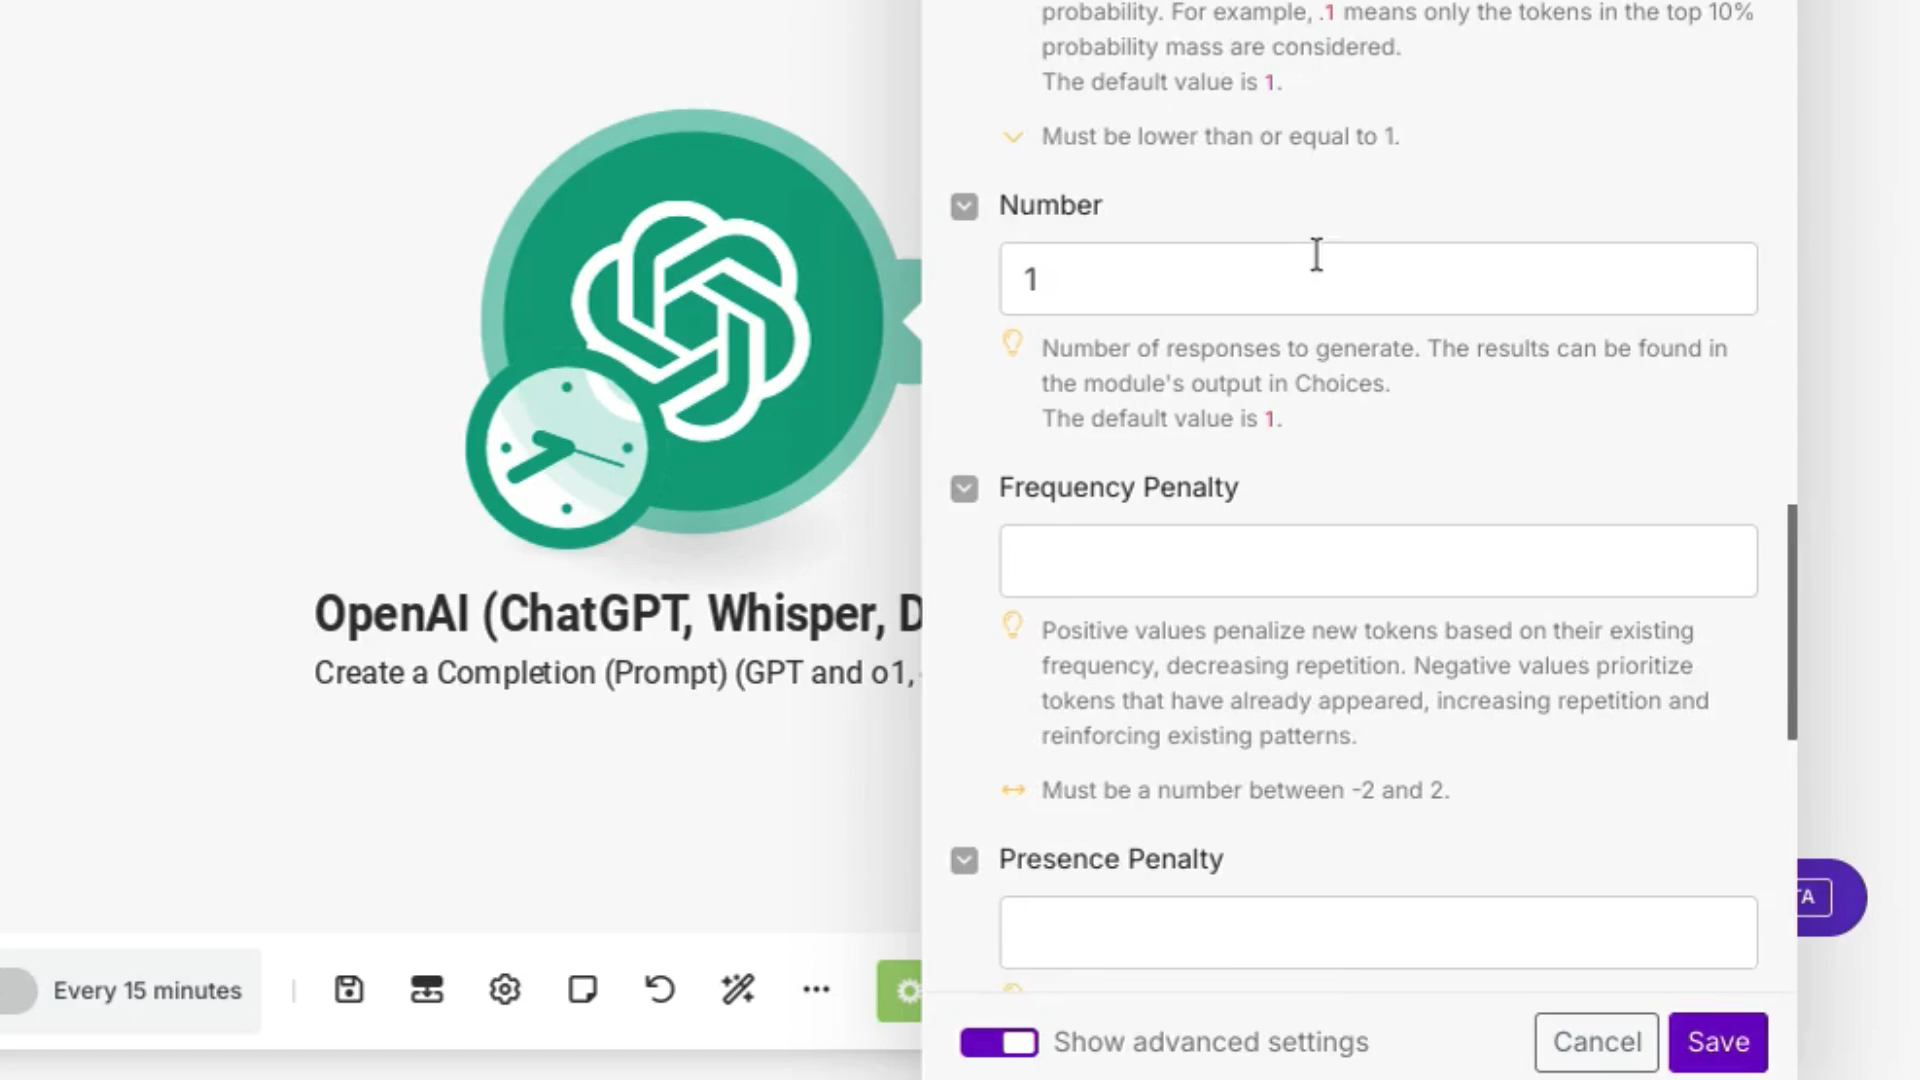 probability. For example, .1 means only the tokens in the top 10%
probability mass are considered.
The default value is 1.
Must be lower than or equal to 1.
Number
1
Number of responses to generate. The results can be found in
the module's output in Choices.
The default value is 1.
Frequency Penalty
Positive values penalize new tokens based on their existing
frequency, decreasing repetition. Negative values prioritize
tokens that have already appeared, increasing repetition and
reinforcing existing patterns.
Must be a number between -2 and 2.
Presence Penalty
Show advanced settings
Cancel
Save
OpenAI (ChatGPT, Whisper, D
Create a Completion (Prompt) (GPT and o1,
Every 15 minutes
TA